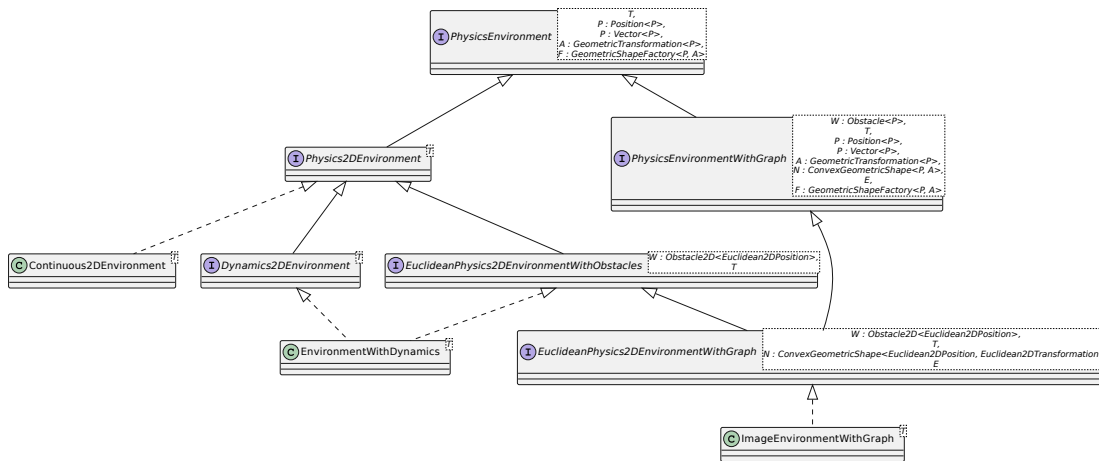 I PhysicsEnvironment
T,
P : Position<P>,
P : Vector<P>,
A : GeometricTransformation<P>,
F : GeometricShapeFactory<P, A>
I Physics2DEnvironment T
I PhysicsEnvironmentWithGraph
W : Obstacle<P>,
T,
P : Position<P>,
P : Vector<P>,
A : GeometricTransformation<P>,
N : ConvexGeometricShape<P, A>,
E,
F : GeometricShapeFactory<P, A>
C Continuous2DEnvironment T
I Dynamics2DEnvironment T
I EuclideanPhysics2DEnvironmentWithObstacles
W : Obstacle2D<Euclidean2DPosition>,
T
C EnvironmentWithDynamics T
I EuclideanPhysics2DEnvironmentWithGraph
W : Obstacle2D<Euclidean2DPosition>,
T,
N : ConvexGeometricShape<Euclidean2DPosition, Euclidean2DTransformation
E
C ImageEnvironmentWithGraph T